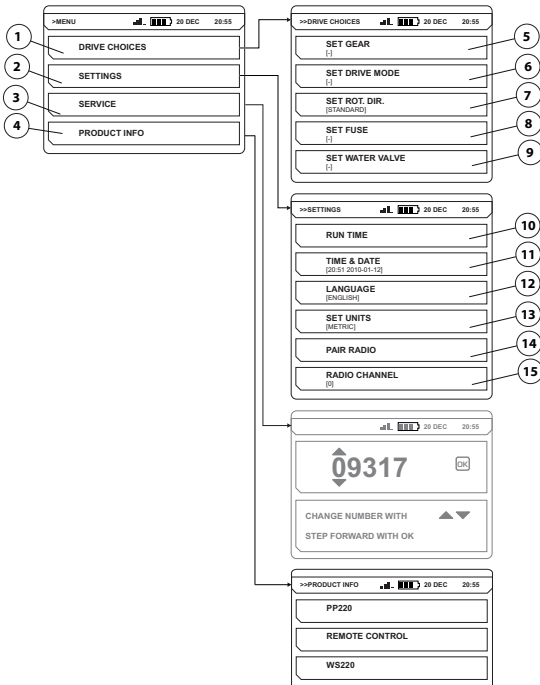 >MENU 20 DEC 20:55
1 DRIVE CHOICES
2 SETTINGS
3 SERVICE
4 PRODUCT INFO
>>DRIVE CHOICES 20 DEC 20:55
SET GEAR 5
[-]
SET DRIVE MODE 6
[-]
SET ROT. DIR. 7
[STANDARD]
SET FUSE 8
[-]
SET WATER VALVE 9
[-]
>>SETTINGS 20 DEC 20:55
RUN TIME 10
TIME & DATE 11
[20:51 2010-01-12]
LANGUAGE 12
[ENGLISH]
SET UNITS 13
[METRIC]
PAIR RADIO 14
RADIO CHANNEL 15
[0]
20 DEC 20:55
09317 OK
CHANGE NUMBER WITH
STEP FORWARD WITH OK
>>PRODUCT INFO 20 DEC 20:55
PP220
REMOTE CONTROL
WS220